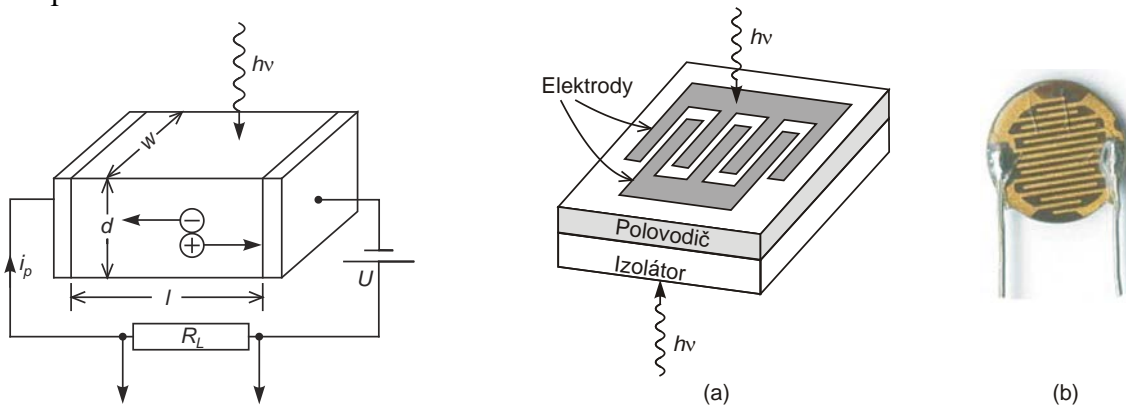 hν
w
d
−
+
i_p
U
l
R_L
hν
Elektrody
Polovodič
Izolátor
hν
(a)
(b)